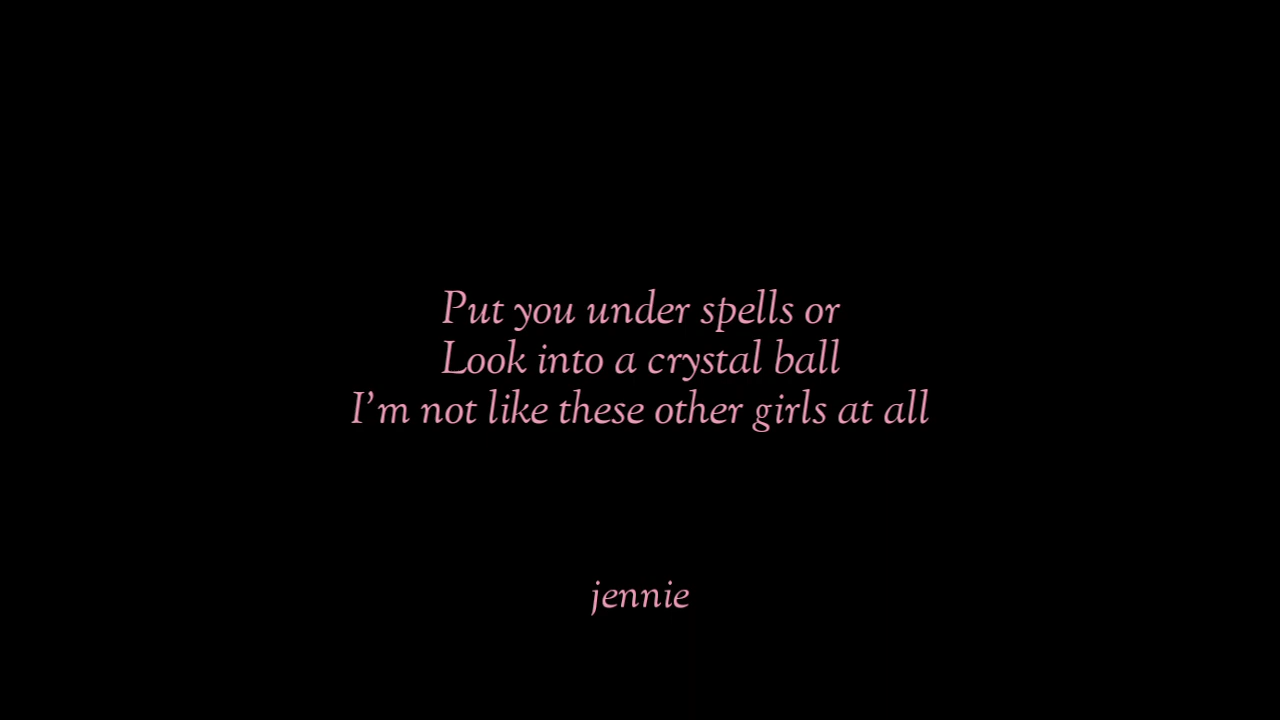 Put you under spells or
Look into a crystal ball
I’m not like these other girls at all
jennie